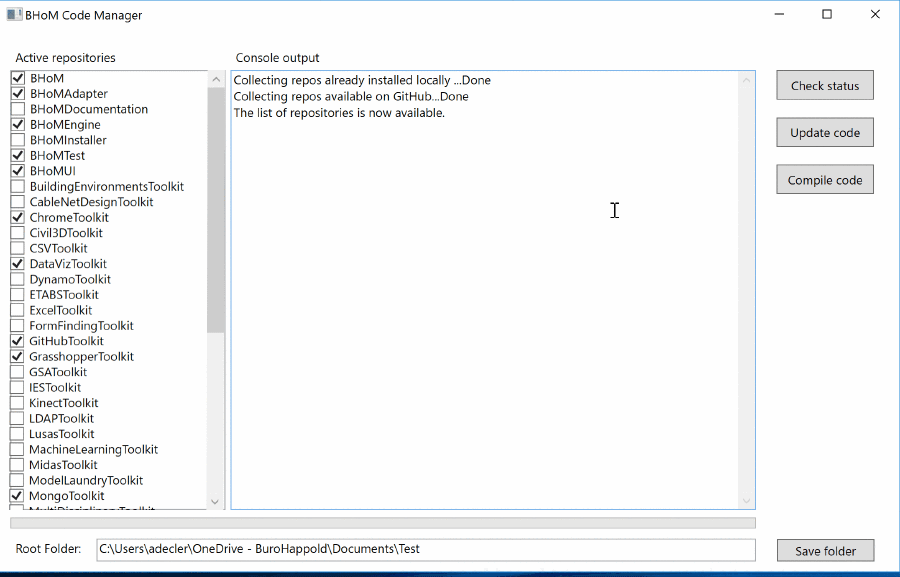 BHoM Code Manager
Active repositories
Console output
BHoM
BHoMAdapter
BHoMDocumentation
BHoMEngine
BHoMInstaller
BHoMTest
BHoMUI
BuildingEnvironmentsToolkit
CableNetDesignToolkit
ChromeToolkit
Civil3DToolkit
CSVToolkit
DataVizToolkit
DynamoToolkit
ETABSToolkit
ExcelToolkit
FormFindingToolkit
GitHubToolkit
GrasshopperToolkit
GSAToolkit
IESToolkit
KinectToolkit
LDAPToolkit
LusasToolkit
MachineLearningToolkit
MidasToolkit
ModelLaundryToolkit
MongoToolkit
MultiDisciplinaryToolkit
Collecting repos already installed locally ...Done
Collecting repos available on GitHub...Done
The list of repositories is now available.
Check status
Update code
Compile code
Root Folder:
C:\Users\adecler\OneDrive - BuroHappold\Documents\Test
Save folder